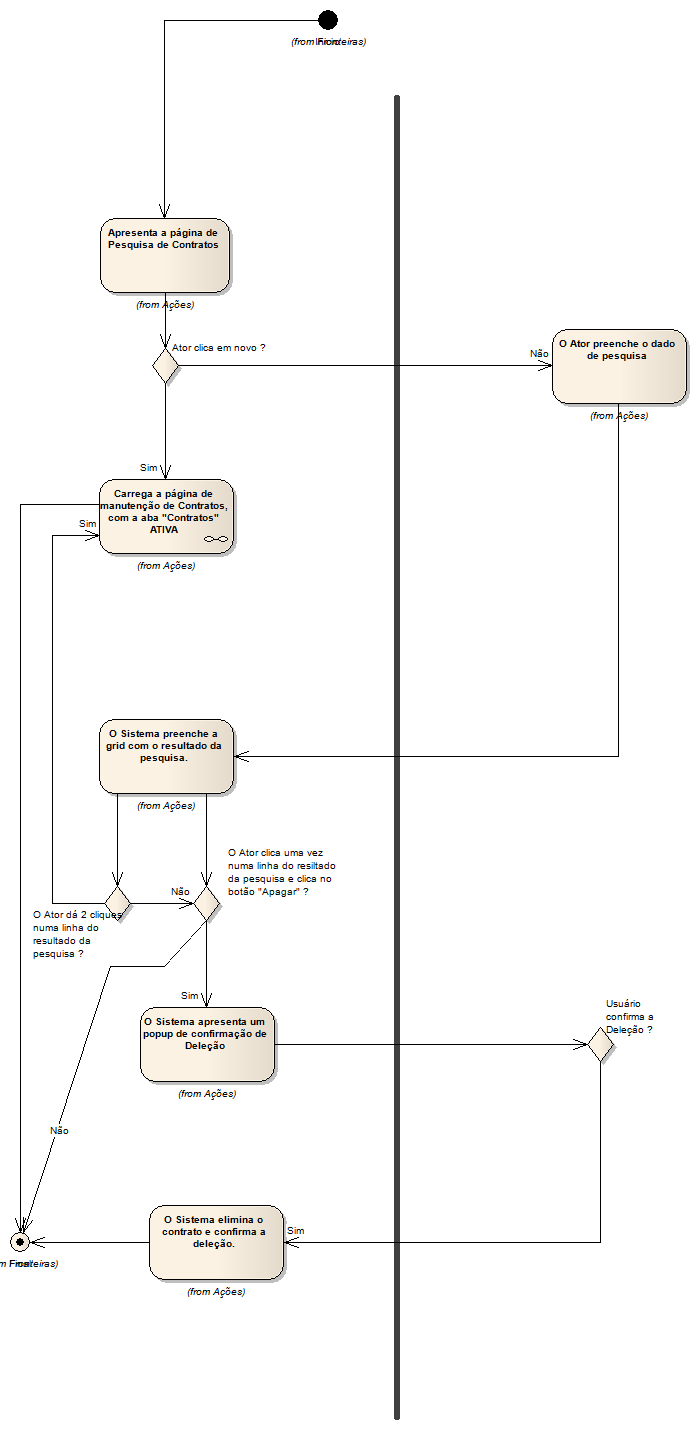 (from Fronteiras)
Apresenta a página de
Pesquisa de Contratos
(from Ações)
Ator clica em novo ?
Não
O Ator preenche o dado
de pesquisa
(from Ações)
Sim
Carrega a página de
manutenção de Contratos,
com a aba "Contratos"
ATIVA
Sim
(from Ações)
O Sistema preenche a
grid com o resultado da
pesquisa.
(from Ações)
O Ator clica uma vez
numa linha do resiltado
da pesquisa e clica no
botão "Apagar" ?
Não
O Ator dá 2 cliques
numa linha do
resultado da
pesquisa ?
Sim
O Sistema apresenta um
popup de confirmação de
Deleção
(from Ações)
Usuário
confirma a
Deleção ?
Não
O Sistema elimina o
contrato e confirma a
deleção.
Sim
(from Ações)